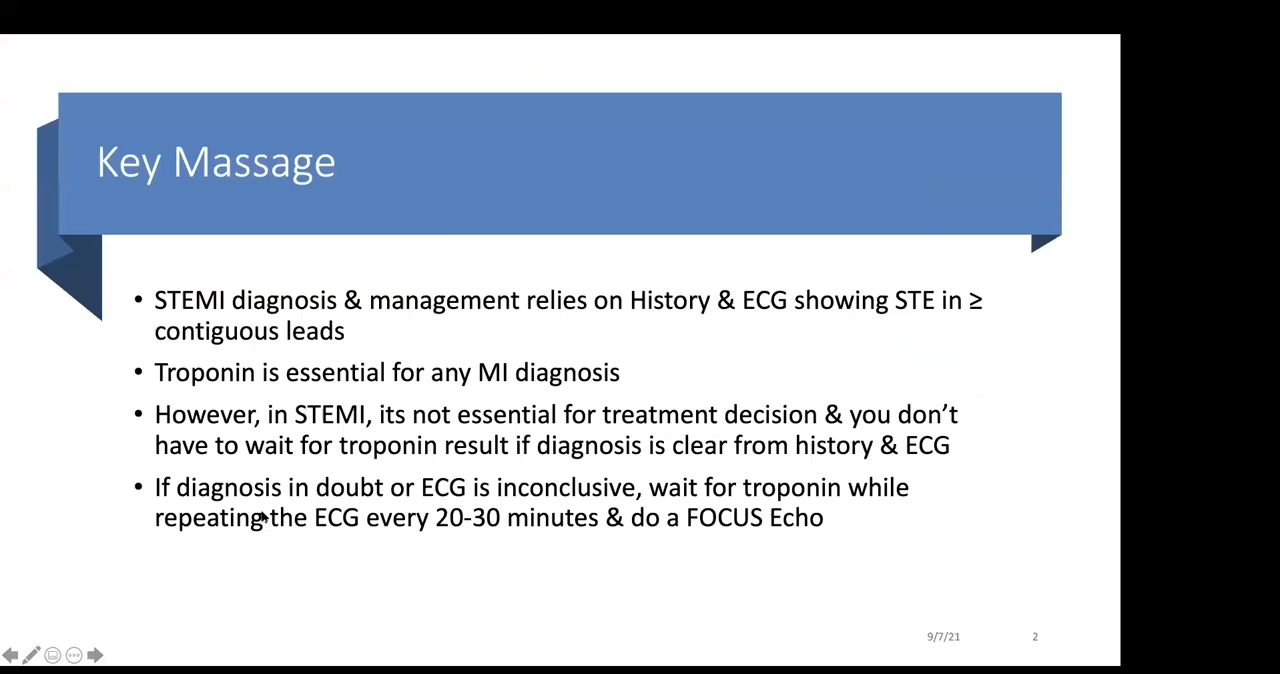 Key Massage
• STEMI diagnosis & management relies on History & ECG showing STE in ≥
contiguous leads
• Troponin is essential for any MI diagnosis
• However, in STEMI, its not essential for treatment decision & you don’t
have to wait for troponin result if diagnosis is clear from history & ECG
• If diagnosis in doubt or ECG is inconclusive, wait for troponin while
repeating the ECG every 20-30 minutes & do a FOCUS Echo
9/7/21 2